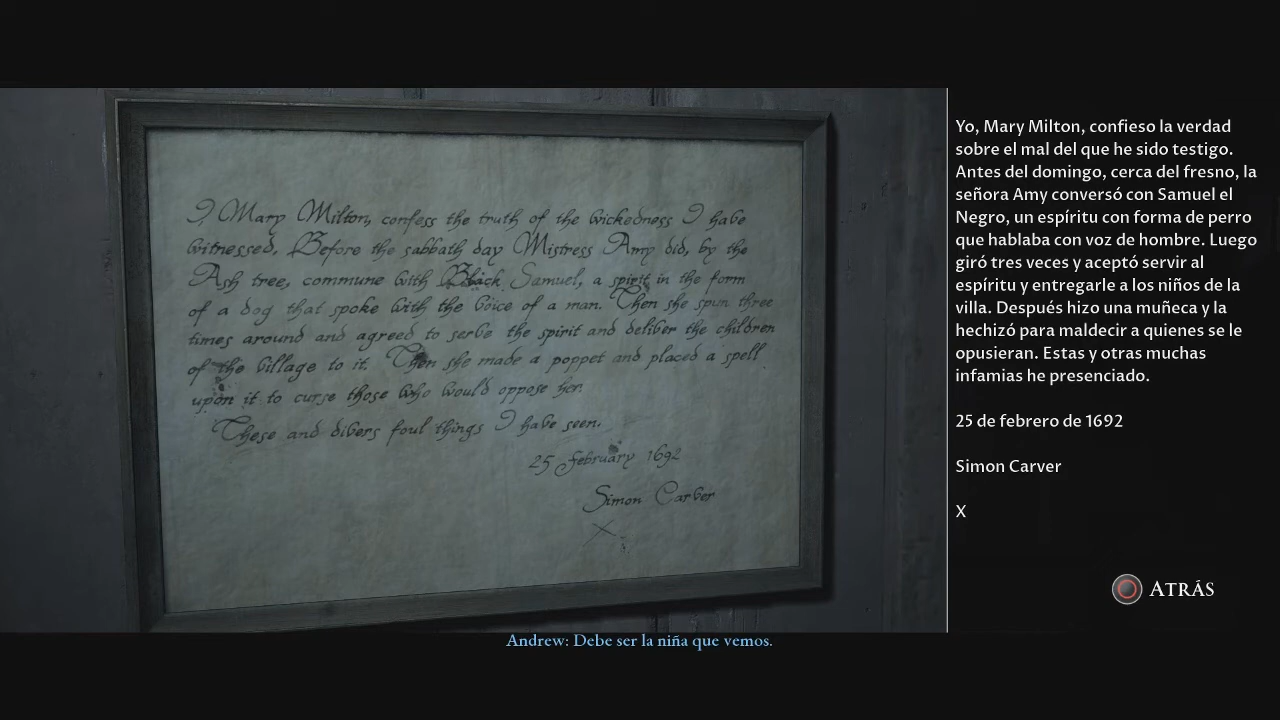 I Mary Milton, confess the truth of the wickedness I have
witnessed. Before the sabbath day Mistress Amy did, by the
Ash tree, commune with Black Samuel, a spirit in the form
of a dog that spoke with the voice of a man. Then she spun three
times around and agreed to serve the spirit and deliver the children
of the village to it. Then she made a poppet and placed a spell
upon it to curse those who would oppose her.
These and divers foul things I have seen.
25 February 1692
Simon Carver
X
Yo, Mary Milton, confieso la verdad
sobre el mal del que he sido testigo.
Antes del domingo, cerca del fresno, la
señora Amy conversó con Samuel el
Negro, un espíritu con forma de perro
que hablaba con voz de hombre. Luego
giró tres veces y aceptó servir al
espíritu y entregarle a los niños de la
villa. Después hizo una muñeca y la
hechizó para maldecir a quienes se le
opusieran. Estas y otras muchas
infamias he presenciado.
25 de febrero de 1692
Simon Carver
X
Atrás
Andrew: Debe ser la niña que vemos.